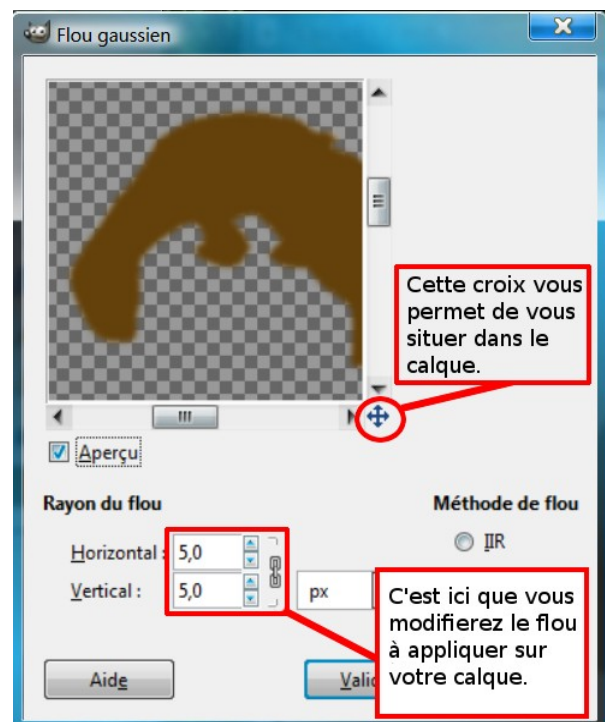 Flou gaussien
Cette croix vous
permet de vous
situer dans le
calque.
Aperçu
Rayon du flou
Méthode de flou
Horizontal : 5,0
IIR
Vertical : 5,0 px
C'est ici que vous
modifierez le flou
à appliquer sur
votre calque.
Aide